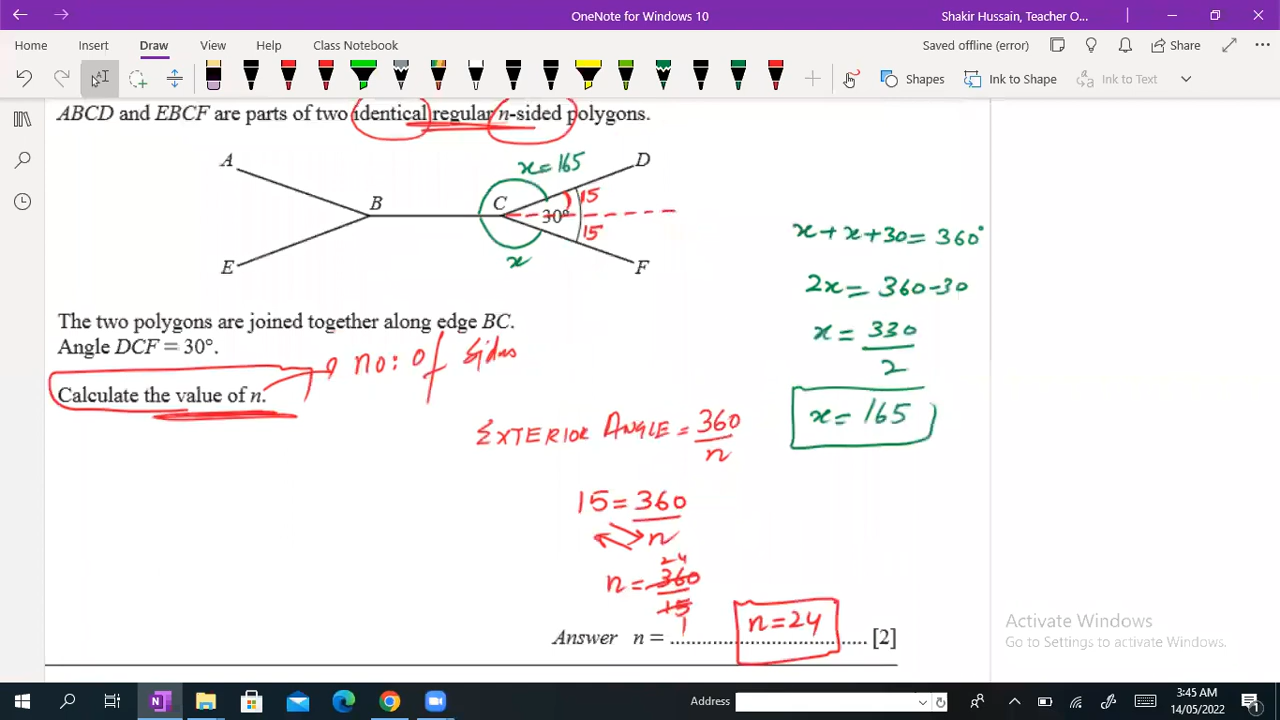 OneNote for Windows 10
Shakir Hussain, Teacher O...
Home Insert Draw View Help Class Notebook
Saved offline (error)
Share
Shapes
Ink to Shape
Ink to Text
ABCD and EBCF are parts of two identical regular n-sided polygons.
A
B
C
D
E
F
x=165
30°
15
15
x
x+x+30=360°
2x=360-30
x=330
2
x=165
The two polygons are joined together along edge BC.
Angle DCF = 30°.
no: of sides
Calculate the value of n.
EXTERIOR ANGLE = 360
n
15=360
n
24
n=360
15
1
n=24
Answer n = .............................. [2]
Activate Windows
Go to Settings to activate Windows.
Address
3:45 AM
14/05/2022
1